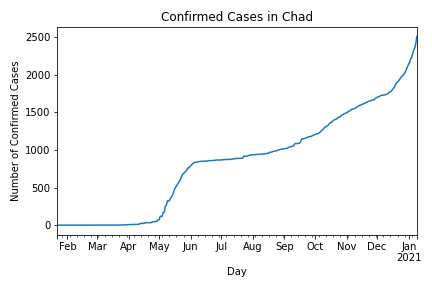 Confirmed Cases in Chad
Number of Confirmed Cases
2500
2000
1500
1000
500
0
Feb Mar Apr May Jun Jul Aug Sep Oct Nov Dec Jan
2021
Day